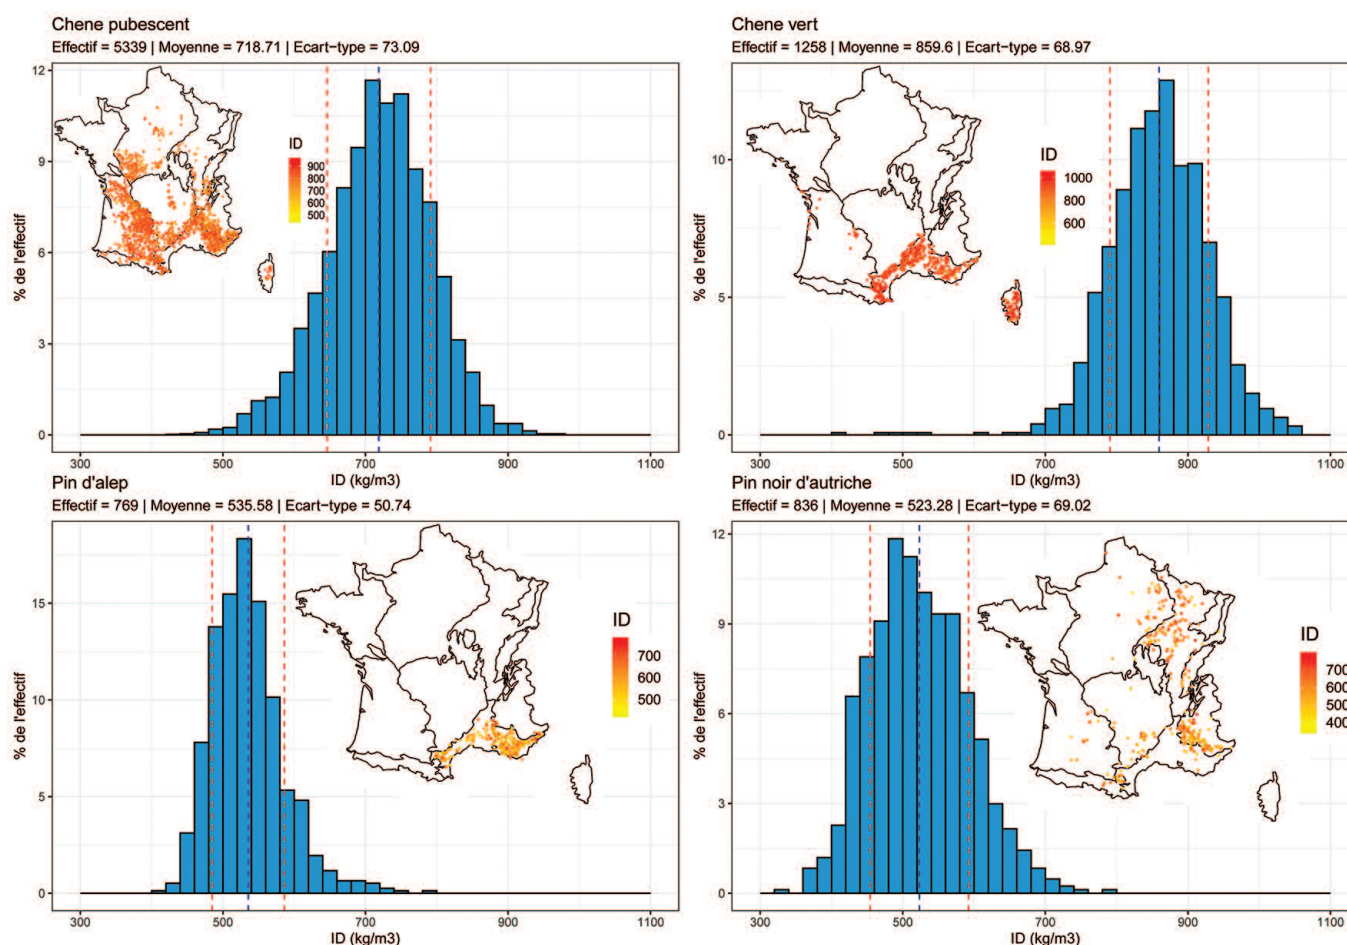 Chene pubescent
Effectif = 5339 | Moyenne = 718.71 | Ecart-type = 73.09
12
9
6
3
0
% de l'effectif
ID
900
800
700
600
500
300
500
700
900
1100
ID (kg/m3)
Chene vert
Effectif = 1258 | Moyenne = 859.6 | Ecart-type = 68.97
10
5
0
% de l'effectif
ID
1000
800
600
300
500
700
900
1100
ID (kg/m3)
Pin d'alep
Effectif = 769 | Moyenne = 535.58 | Ecart-type = 50.74
15
10
5
0
% de l'effectif
ID
700
600
500
300
500
700
900
1100
ID (kg/m3)
Pin noir d'autriche
Effectif = 836 | Moyenne = 523.28 | Ecart-type = 69.02
12
9
6
3
0
% de l'effectif
ID
700
600
500
400
300
500
700
900
1100
ID (kg/m3)